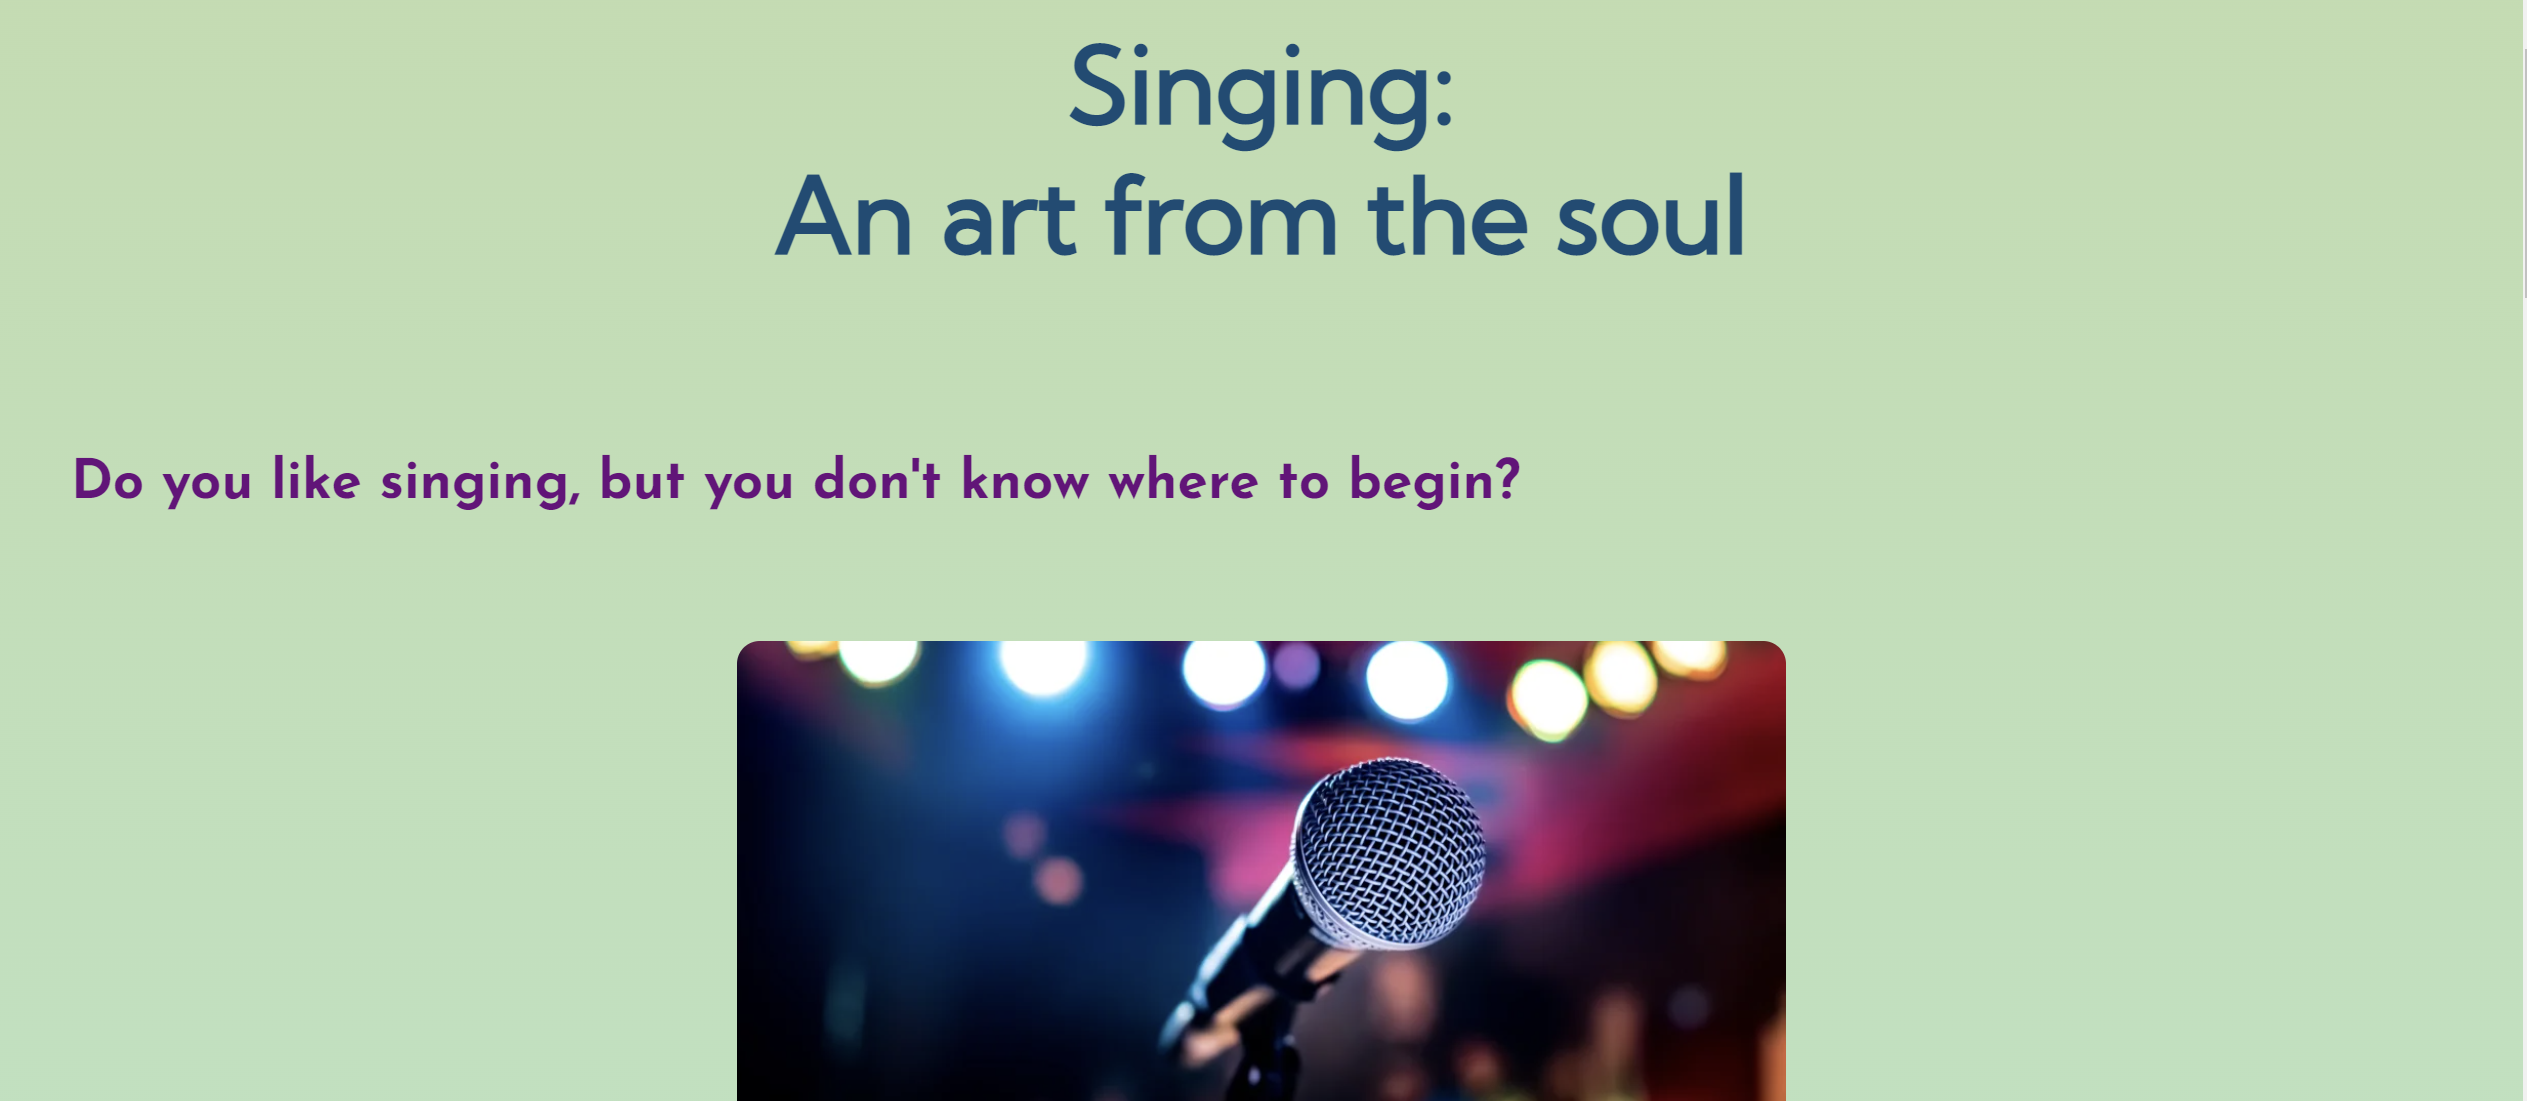 Singing:
An art from the soul
Do you like singing, but you don't know where to begin?